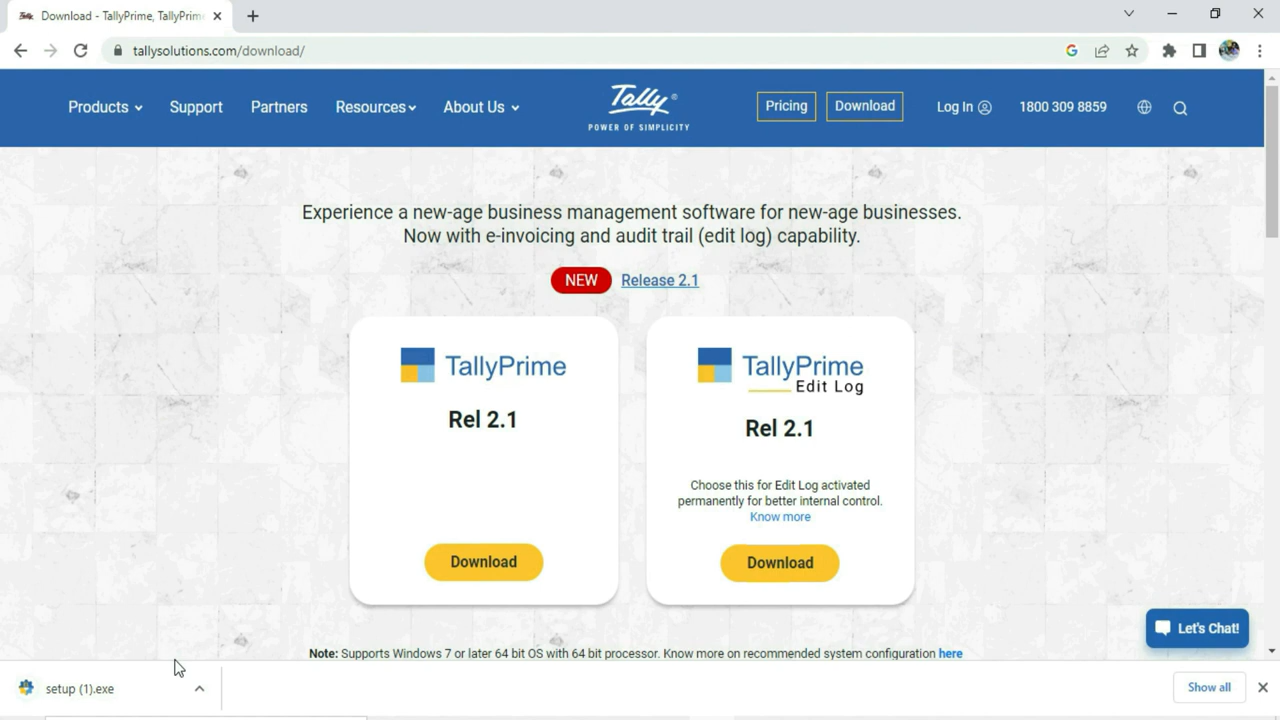 Download - TallyPrime, TallyPrim
tallysolutions.com/download/
Products
Support
Partners
Resources
About Us
Tally®
POWER OF SIMPLICITY
Pricing
Download
Log In
1800 309 8859
Experience a new-age business management software for new-age businesses.
Now with e-invoicing and audit trail (edit log) capability.
NEW Release 2.1
TallyPrime
Rel 2.1
Download
TallyPrime
Edit Log
Rel 2.1
Choose this for Edit Log activated
permanently for better internal control.
Know more
Download
Let's Chat!
Note: Supports Windows 7 or later 64 bit OS with 64 bit processor. Know more on recommended system configuration here
setup (1).exe
Show all